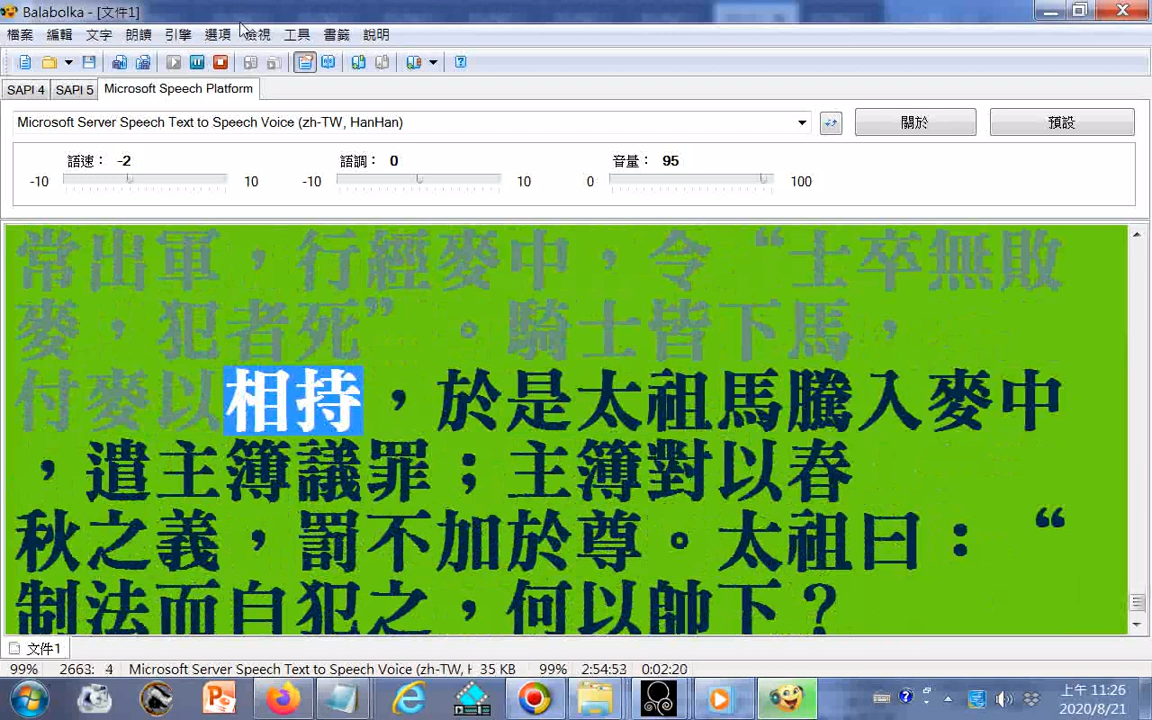 Balabolka - [文件1]
檔案 編輯 文字 朗讀 引擎 選項 檢視 工具 書籤 說明
SAPI 4 SAPI 5 Microsoft Speech Platform
Microsoft Server Speech Text to Speech Voice (zh-TW, HanHan) 關於 預設
語速： -2 語調： 0 音量： 95
-10 10 -10 10 0 100
常出軍，行經麥中，令“士卒無敗
麥，犯者死”。騎士皆下馬，
付麥以相持，於是太祖馬騰入麥中
，遣主簿議罪；主簿對以春
秋之義，罰不加於尊。太祖曰：“
制法而自犯之，何以帥下？
文件1
99% 2663: 4 Microsoft Server Speech Text to Speech Voice (zh-TW, H 35 KB 99% 2:54:53 0:02:20
上午 11:26
2020/8/21